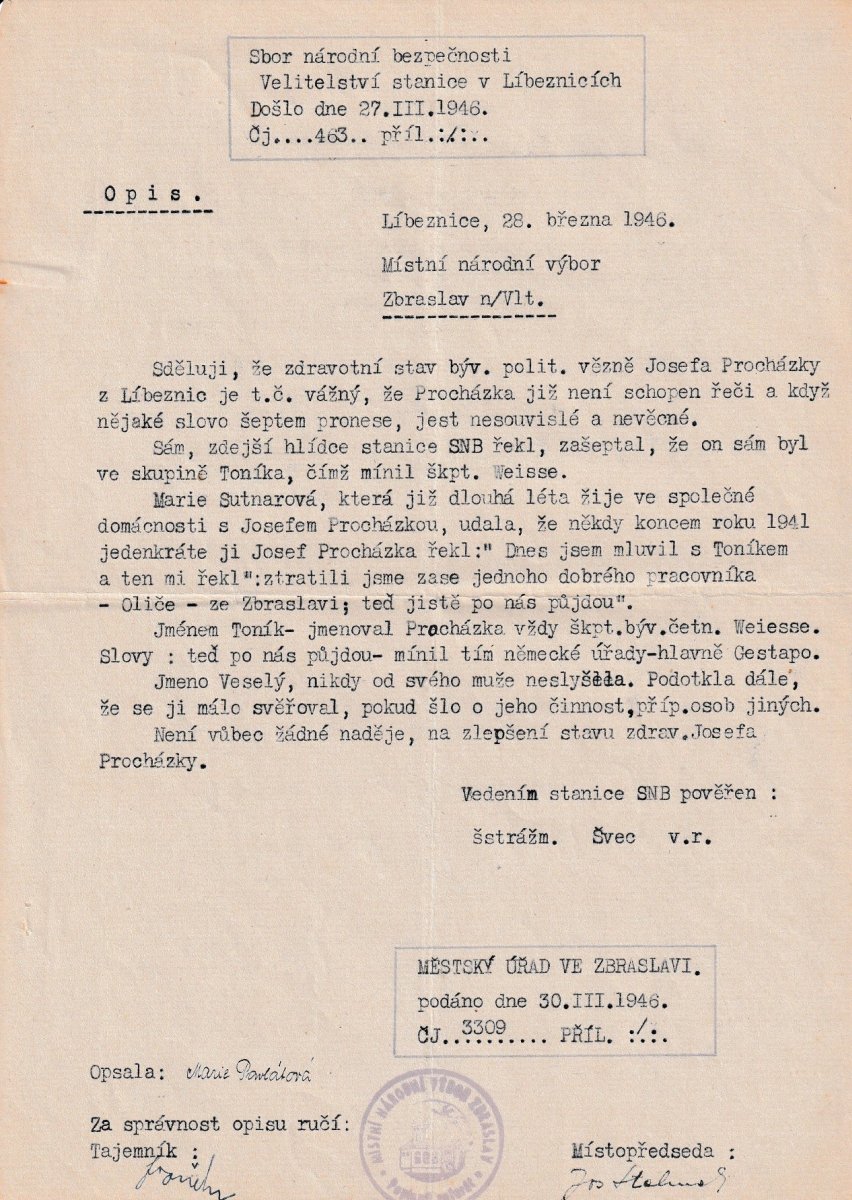 Sbor národní bezpečnosti
Velitelství stanice v Líbeznicích
Došlo dne 27.III.1946.
Čj....463.. příl.:/:..
O p i s .
Líbeznice, 28. března 1946.
Místní národní výbor
Zbraslav n/Vlt.
Sděluji, že zdravotní stav býv. polit. vězně Josefa Procházky
z Líbeznic je t.č. vážný, že Procházka již není schopen řeči a když
nějaké slovo šeptem pronese, jest nesouvislé a nevěcné.
Sám, zdejší hlídce stanice SNB řekl, zašeptal, že on sám byl
ve skupině Toníka, čímž mínil škpt. Weisse.
Marie Sutnarová, která již dlouhá léta žije ve společné
domácnosti s Josefem Procházkou, udala, že někdy koncem roku 1941
jedenkráte ji Josef Procházka řekl:" Dnes jsem mluvil s Toníkem
a ten mi řekl":ztratili jsme zase jednoho dobrého pracovníka
- Oliče - ze Zbraslavi; teď jistě po nás půjdou".
Jménem Toník- jmenoval Procházka vždy škpt.býv.četn. Weiesse.
Slovy : teď po nás půjdou- mínil tím německé úřady-hlavně Gestapo.
Jmeno Veselý, nikdy od svého muže neslyšela. Podotkla dále,
že se ji málo svěřoval, pokud šlo o jeho činnost,příp.osob jiných.
Není vůbec žádné naděje, na zlepšení stavu zdrav.Josefa
Procházky.
Vedením stanice SNB pověřen :
šstrážm. Švec v.r.
MĚSTSKÝ ÚŘAD VE ZBRASLAVI.
podáno dne 30.III.1946.
ČJ..3309.... PŘÍL. :/:.
Opsala: Marie Pavlátová
Za správnost opisu ručí:
Tajemník :
Místopředseda :
MÍSTNÍ NÁRODNÍ VÝBOR ZBRASLAV